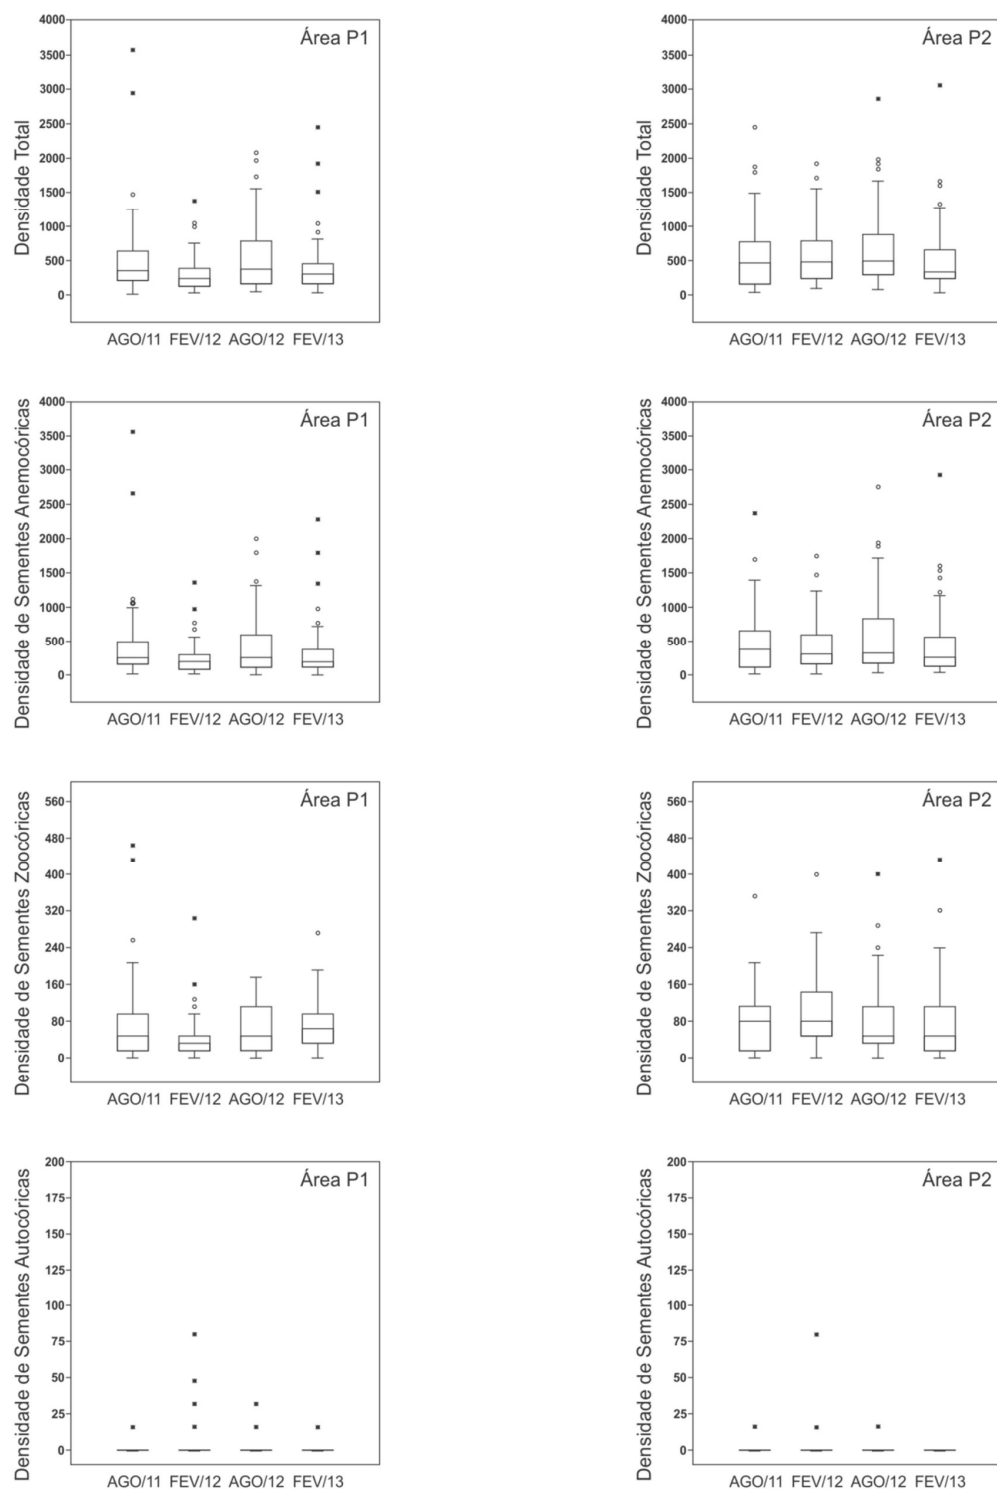 Área P1
Densidade Total
4000
3500
3000
2500
2000
1500
1000
500
0
AGO/11 FEV/12 AGO/12 FEV/13
Área P2
Densidade Total
4000
3500
3000
2500
2000
1500
1000
500
0
AGO/11 FEV/12 AGO/12 FEV/13
Área P1
Densidade de Sementes Anemocóricas
4000
3500
3000
2500
2000
1500
1000
500
0
AGO/11 FEV/12 AGO/12 FEV/13
Área P2
Densidade de Sementes Anemocóricas
4000
3500
3000
2500
2000
1500
1000
500
0
AGO/11 FEV/12 AGO/12 FEV/13
Área P1
Densidade de Sementes Zoocóricas
560
480
400
320
240
160
80
0
AGO/11 FEV/12 AGO/12 FEV/13
Área P2
Densidade de Sementes Zoocóricas
560
480
400
320
240
160
80
0
AGO/11 FEV/12 AGO/12 FEV/13
Área P1
Densidade de Sementes Autocóricas
200
175
150
125
100
75
50
25
0
AGO/11 FEV/12 AGO/12 FEV/13
Área P2
Densidade de Sementes Autocóricas
200
175
150
125
100
75
50
25
0
AGO/11 FEV/12 AGO/12 FEV/13